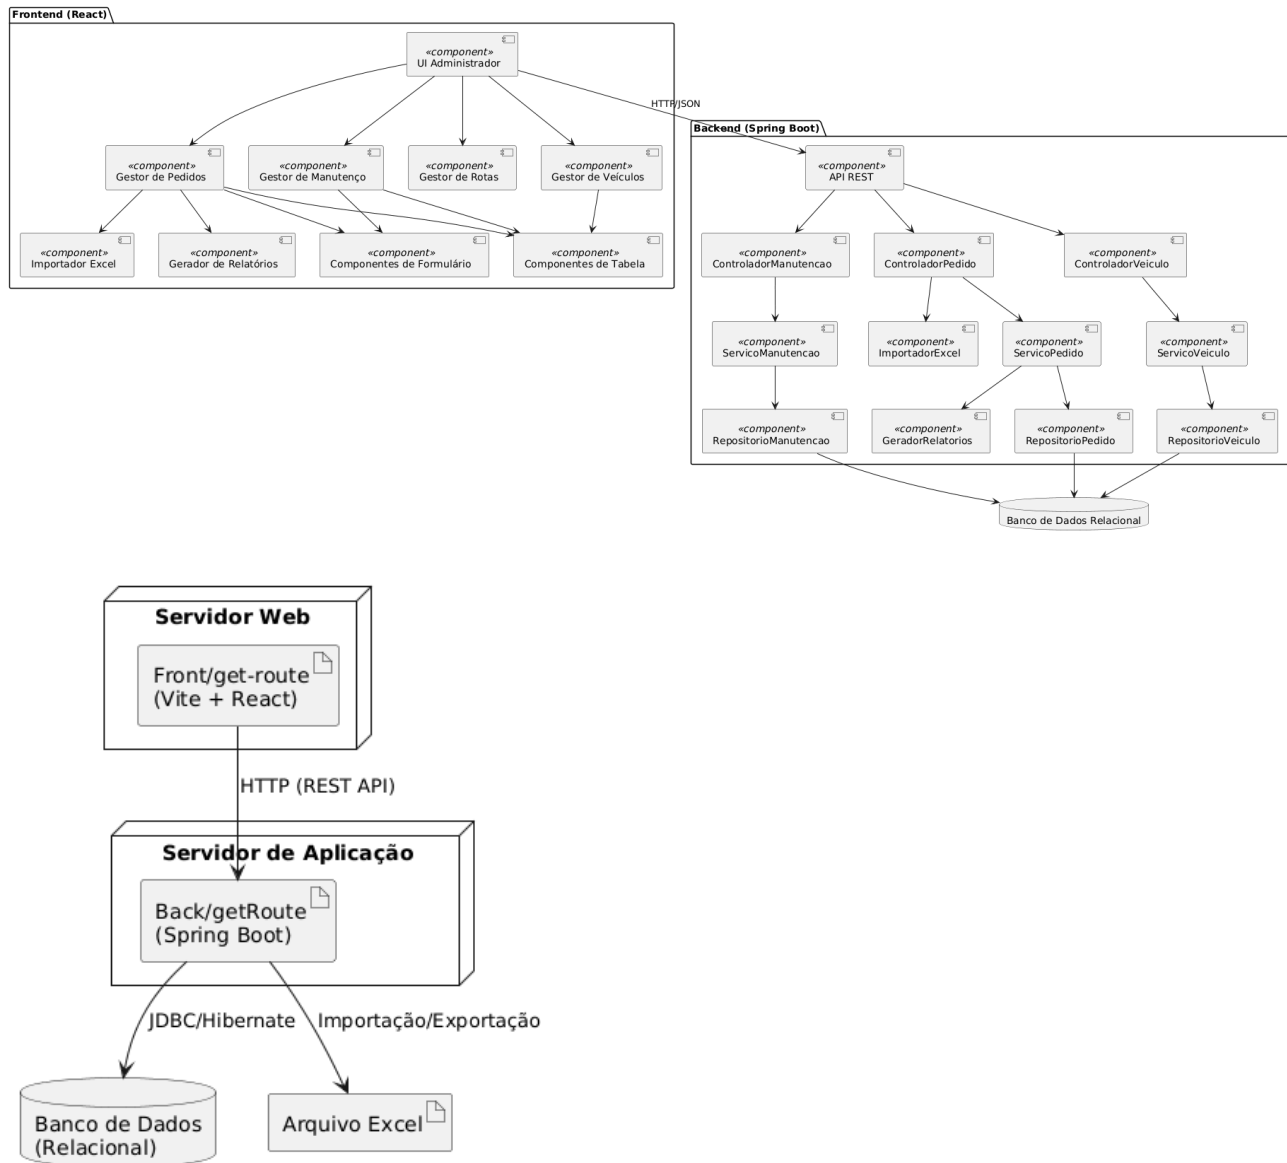 Frontend (React)
«component»
UI Administrador
HTTP/JSON
«component»
Gestor de Pedidos
«component»
Gestor de Manutenço
«component»
Gestor de Rotas
«component»
Gestor de Veículos
«component»
Importador Excel
«component»
Gerador de Relatórios
«component»
Componentes de Formulário
«component»
Componentes de Tabela
Backend (Spring Boot)
«component»
API REST
«component»
ControladorManutencao
«component»
ControladorPedido
«component»
ControladorVeiculo
«component»
ServicoManutencao
«component»
ImportadorExcel
«component»
ServicoPedido
«component»
ServicoVeiculo
«component»
RepositorioManutencao
«component»
GeradorRelatorios
«component»
RepositorioPedido
«component»
RepositorioVeiculo
Banco de Dados Relacional
Servidor Web
Front/get-route
(Vite + React)
HTTP (REST API)
Servidor de Aplicação
Back/getRoute
(Spring Boot)
JDBC/Hibernate
Importação/Exportação
Banco de Dados
(Relacional)
Arquivo Excel